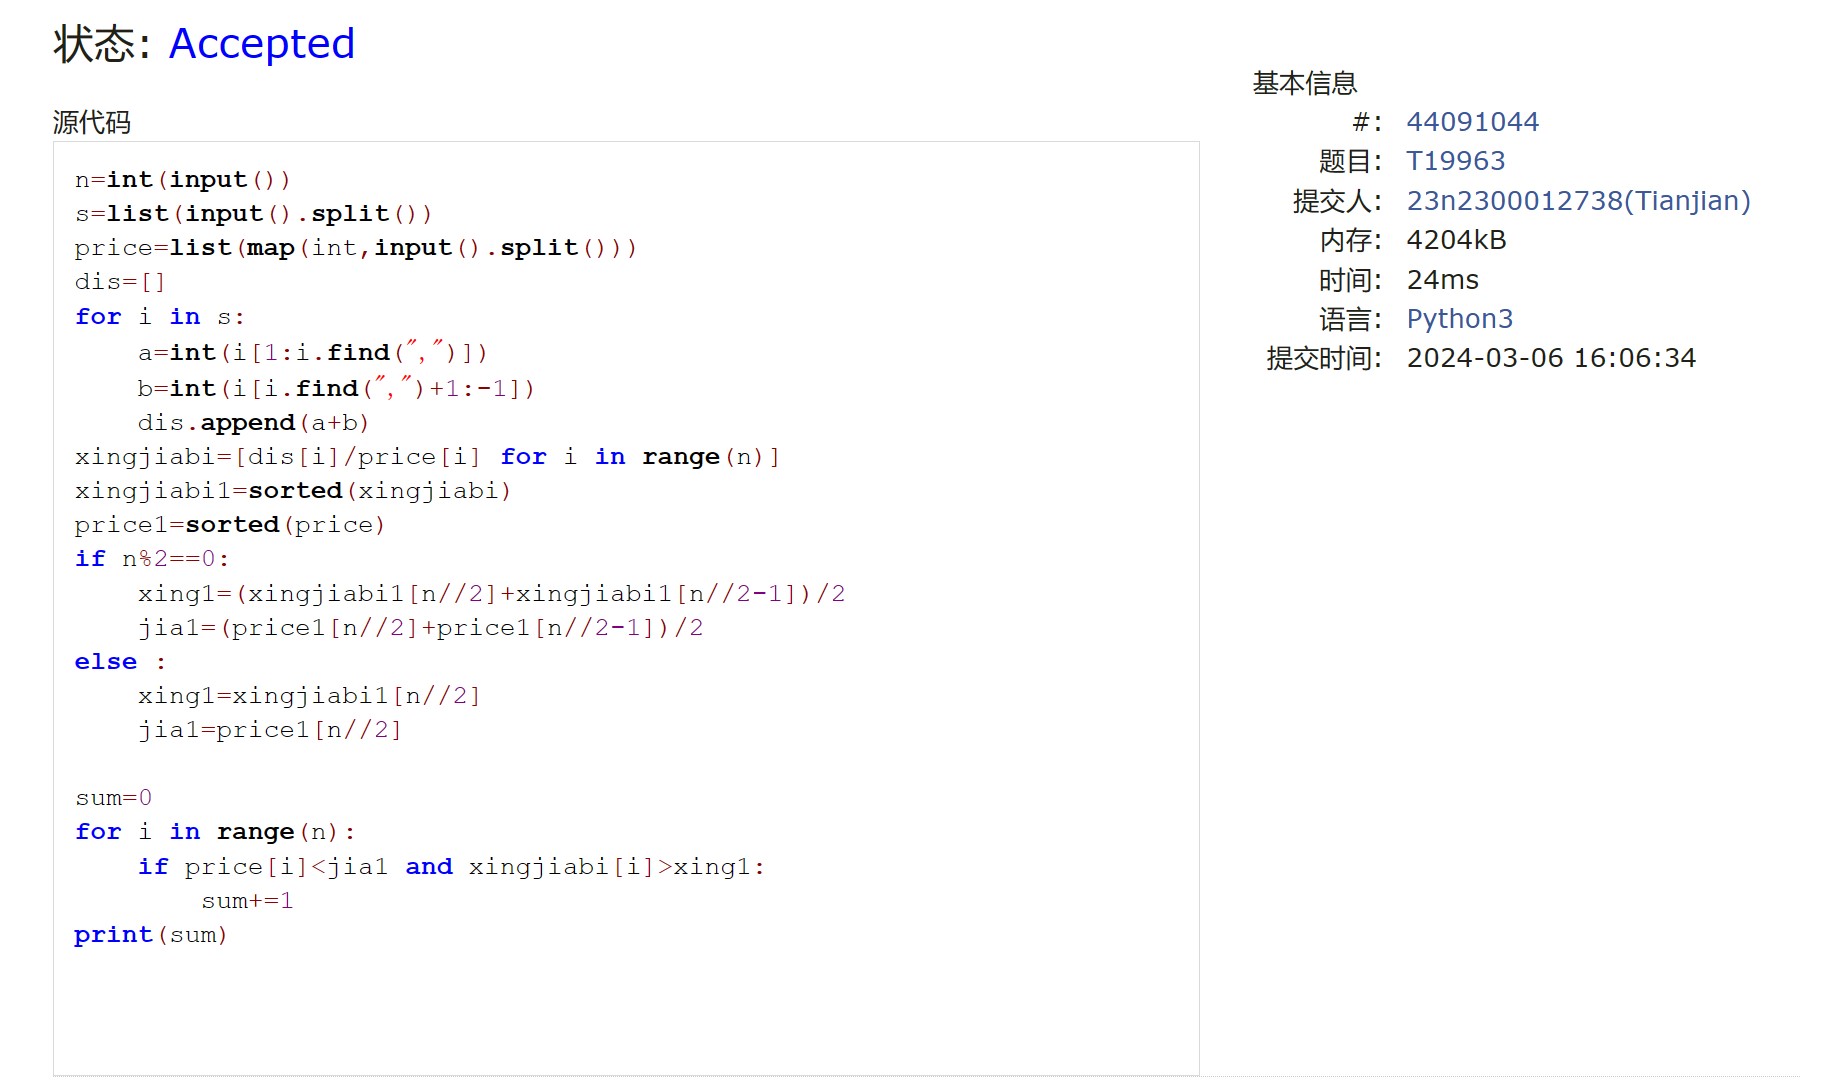 状态: Accepted
源代码
n=int(input())
s=list(input().split())
price=list(map(int,input().split()))
dis=[]
for i in s:
    a=int(i[1:i.find(",")])
    b=int(i[i.find(",")+1:-1])
    dis.append(a+b)
xingjiabi=[dis[i]/price[i] for i in range(n)]
xingjiabi1=sorted(xingjiabi)
price1=sorted(price)
if n%2==0:
    xing1=(xingjiabi1[n//2]+xingjiabi1[n//2-1])/2
    jia1=(price1[n//2]+price1[n//2-1])/2
else :
    xing1=xingjiabi1[n//2]
    jia1=price1[n//2]

sum=0
for i in range(n):
    if price[i]<jia1 and xingjiabi[i]>xing1:
        sum+=1
print(sum)
基本信息
#: 44091044
题目: T19963
提交人: 23n2300012738(Tianjian)
内存: 4204kB
时间: 24ms
语言: Python3
提交时间: 2024-03-06 16:06:34